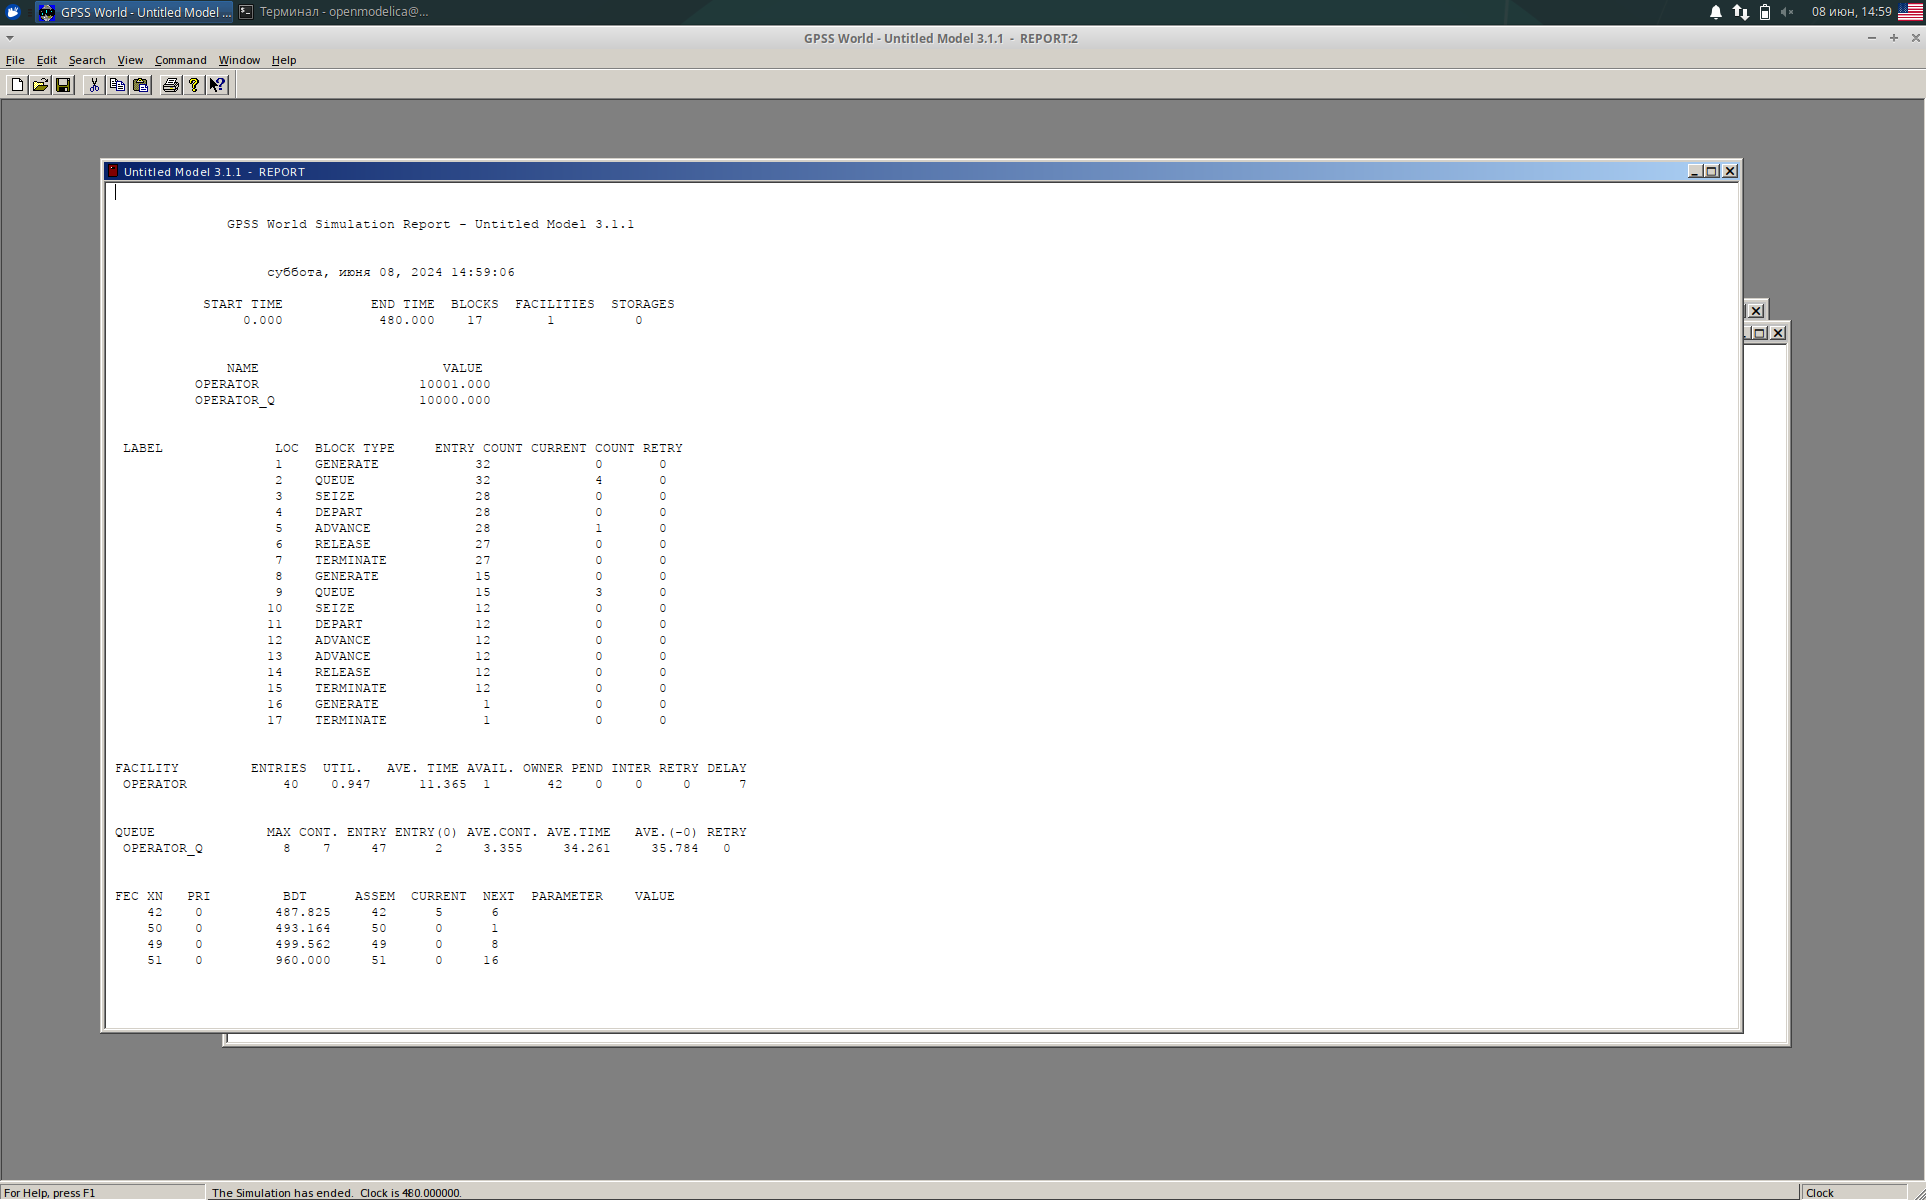 GPSS World - Untitled Model ... Терминал - openmodelica@... 08 июн, 14:59
GPSS World - Untitled Model 3.1.1 - REPORT:2
File Edit Search View Command Window Help
Untitled Model 3.1.1 - REPORT
GPSS World Simulation Report - Untitled Model 3.1.1
суббота, июня 08, 2024 14:59:06
START TIME END TIME BLOCKS FACILITIES STORAGES
0.000 480.000 17 1 0
NAME VALUE
OPERATOR 10001.000
OPERATOR_Q 10000.000
LABEL LOC BLOCK TYPE ENTRY COUNT CURRENT COUNT RETRY
1 GENERATE 32 0 0
2 QUEUE 32 4 0
3 SEIZE 28 0 0
4 DEPART 28 0 0
5 ADVANCE 28 1 0
6 RELEASE 27 0 0
7 TERMINATE 27 0 0
8 GENERATE 15 0 0
9 QUEUE 15 3 0
10 SEIZE 12 0 0
11 DEPART 12 0 0
12 ADVANCE 12 0 0
13 ADVANCE 12 0 0
14 RELEASE 12 0 0
15 TERMINATE 12 0 0
16 GENERATE 1 0 0
17 TERMINATE 1 0 0
FACILITY ENTRIES UTIL. AVE. TIME AVAIL. OWNER PEND INTER RETRY DELAY
OPERATOR 40 0.947 11.365 1 42 0 0 0 7
QUEUE MAX CONT. ENTRY ENTRY(0) AVE.CONT. AVE.TIME AVE.(-0) RETRY
OPERATOR_Q 8 7 47 2 3.355 34.261 35.784 0
FEC XN PRI BDT ASSEM CURRENT NEXT PARAMETER VALUE
42 0 487.825 42 5 6
50 0 493.164 50 0 1
49 0 499.562 49 0 8
51 0 960.000 51 0 16
For Help, press F1 The Simulation has ended. Clock is 480.000000. Clock